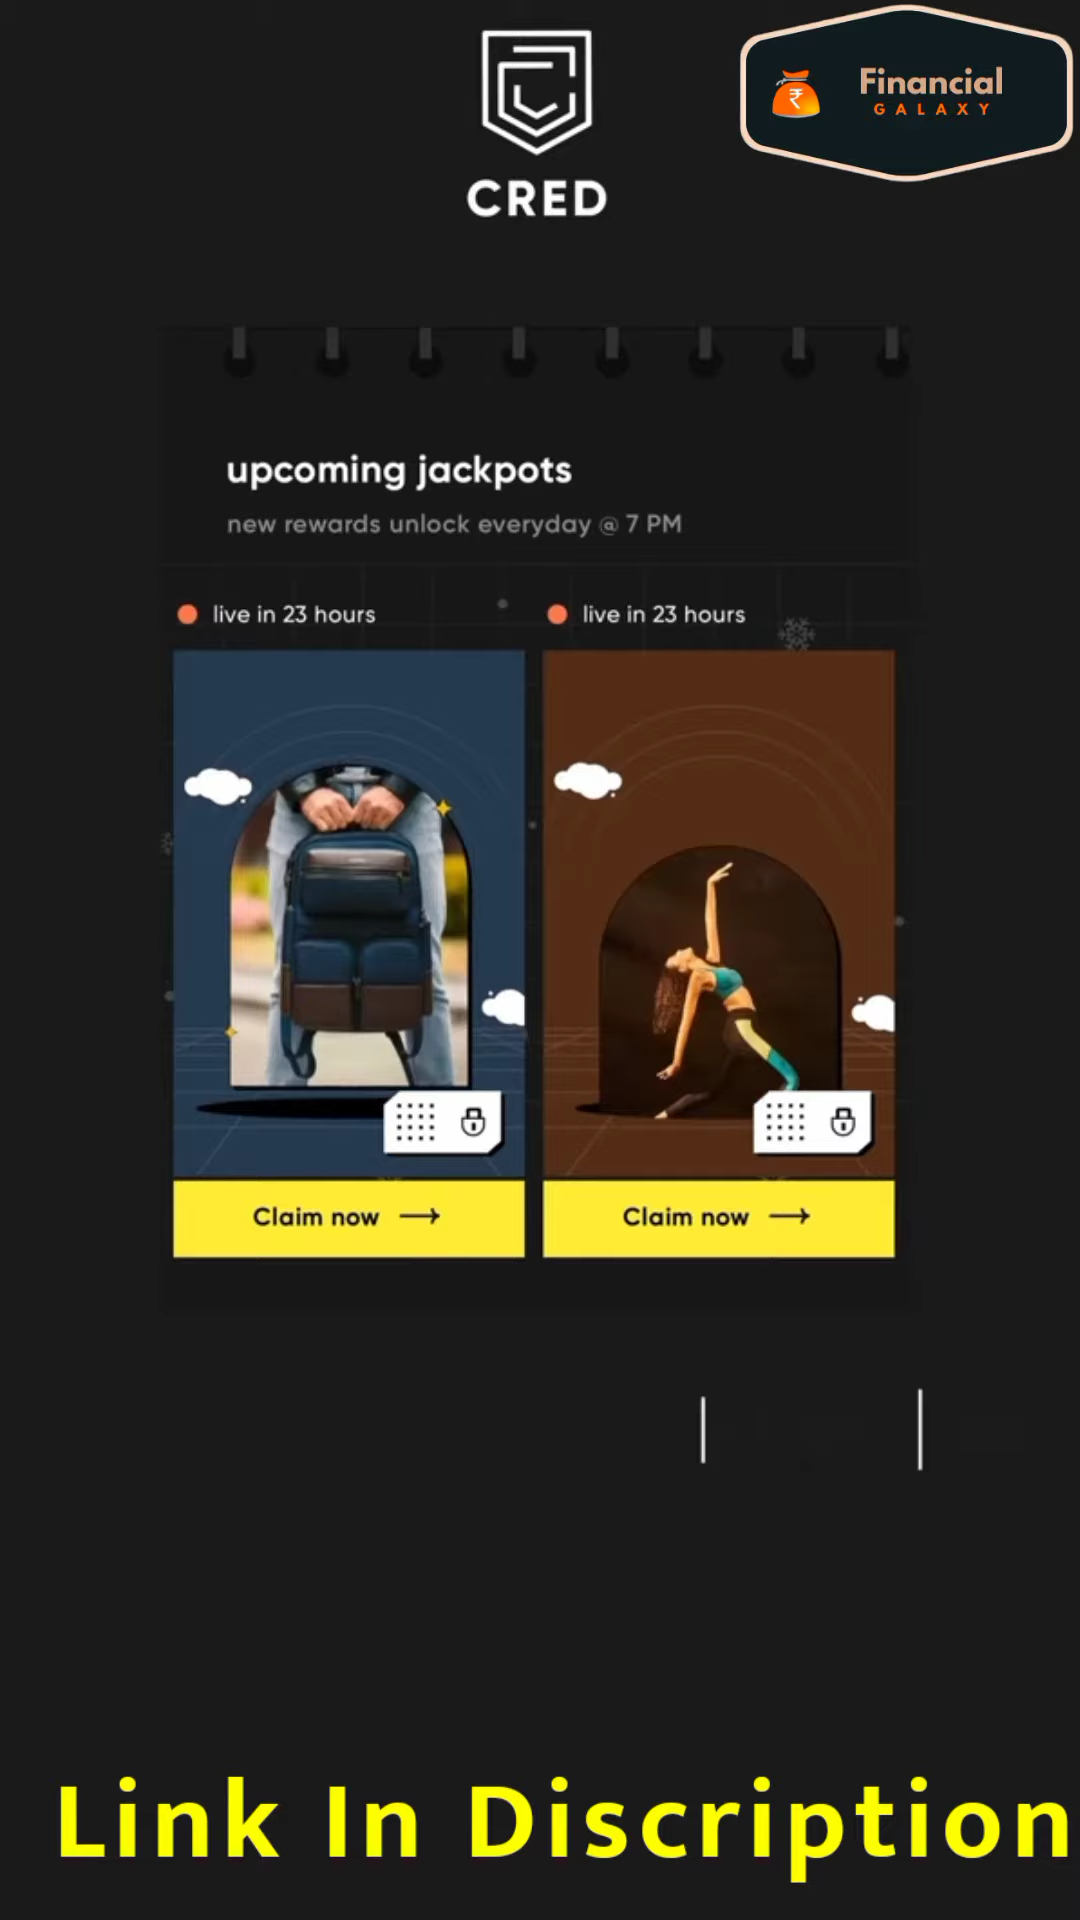 CRED
Financial
GALAXY
upcoming jackpots
new rewards unlock everyday @ 7 PM
live in 23 hours
live in 23 hours
Claim now
Claim now
Link In Discription